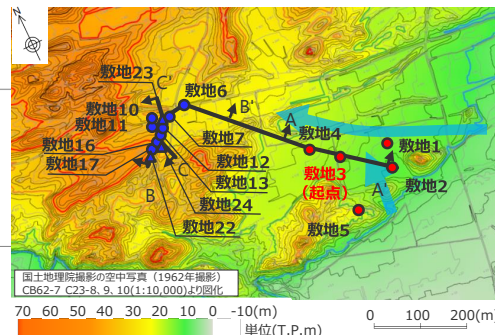 N
敷地23
C'
敷地6
敷地10
B'
敷地11
A
敷地4
敷地16
敷地7
敷地1
敷地17
敷地12
敷地3
(起点)
敷地13
A'
敷地2
B
C
敷地24
敷地5
敷地22
国土地理院撮影の空中写真(1962年撮影)
CB62-7 C23-8. 9. 10(1:10,000)より図化
70 60 50 40 30 20 10 0 -10(m)
単位(T.P.m)
0 100 200(m)